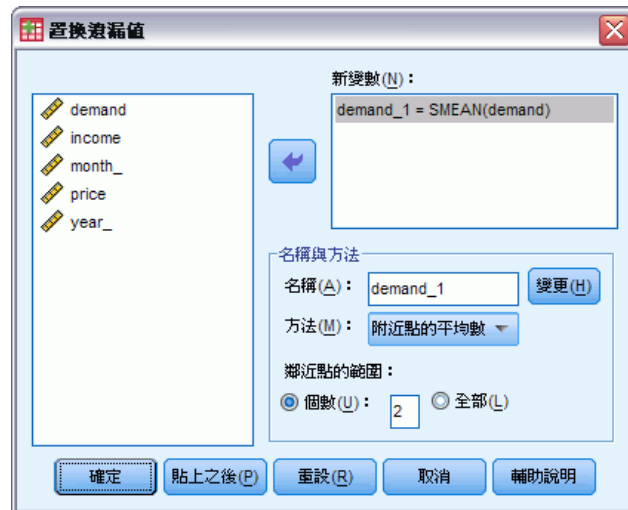 置換遺漏值
新變數(N)：
demand
income
month_
price
year_
demand_1 = SMEAN(demand)
名稱與方法
名稱(A)： demand_1 變更(H)
方法(M)： 附近點的平均數
鄰近點的範圍：
個數(U)： 2 全部(L)
確定 貼上之後(P) 重設(R) 取消 輔助說明